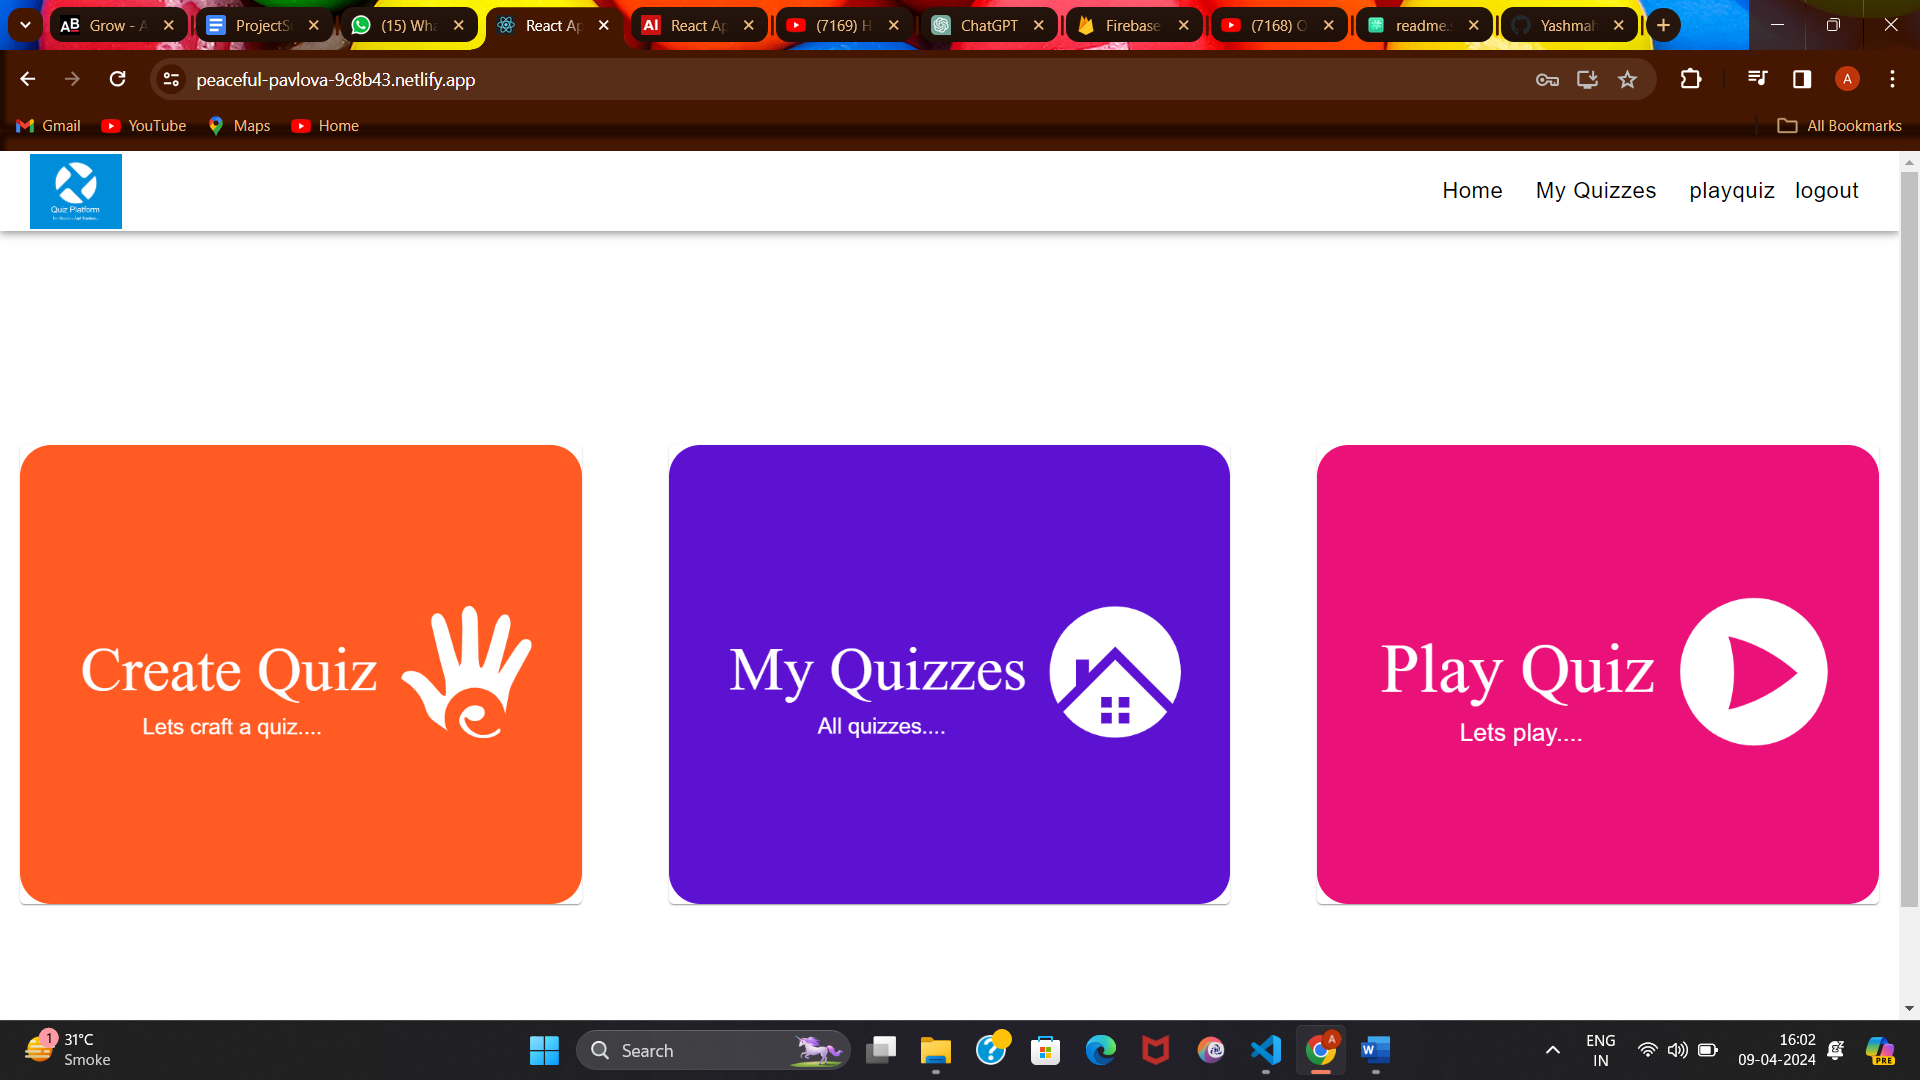 AB Grow - A
ProjectS
(15) Wha
React Ap
AI React Ap
(7169) H
ChatGPT
Firebase
(7168) O
readme.
Yashmah
peaceful-pavlova-9c8b43.netlify.app
A
Gmail
YouTube
Maps
Home
All Bookmarks
Quiz Platform
Home
My Quizzes
playquiz
logout
Create Quiz
Lets craft a quiz....
My Quizzes
All quizzes....
Play Quiz
Lets play....
1
31°C
Smoke
Search
A
W
ENG
IN
16:02
09-04-2024
PRE